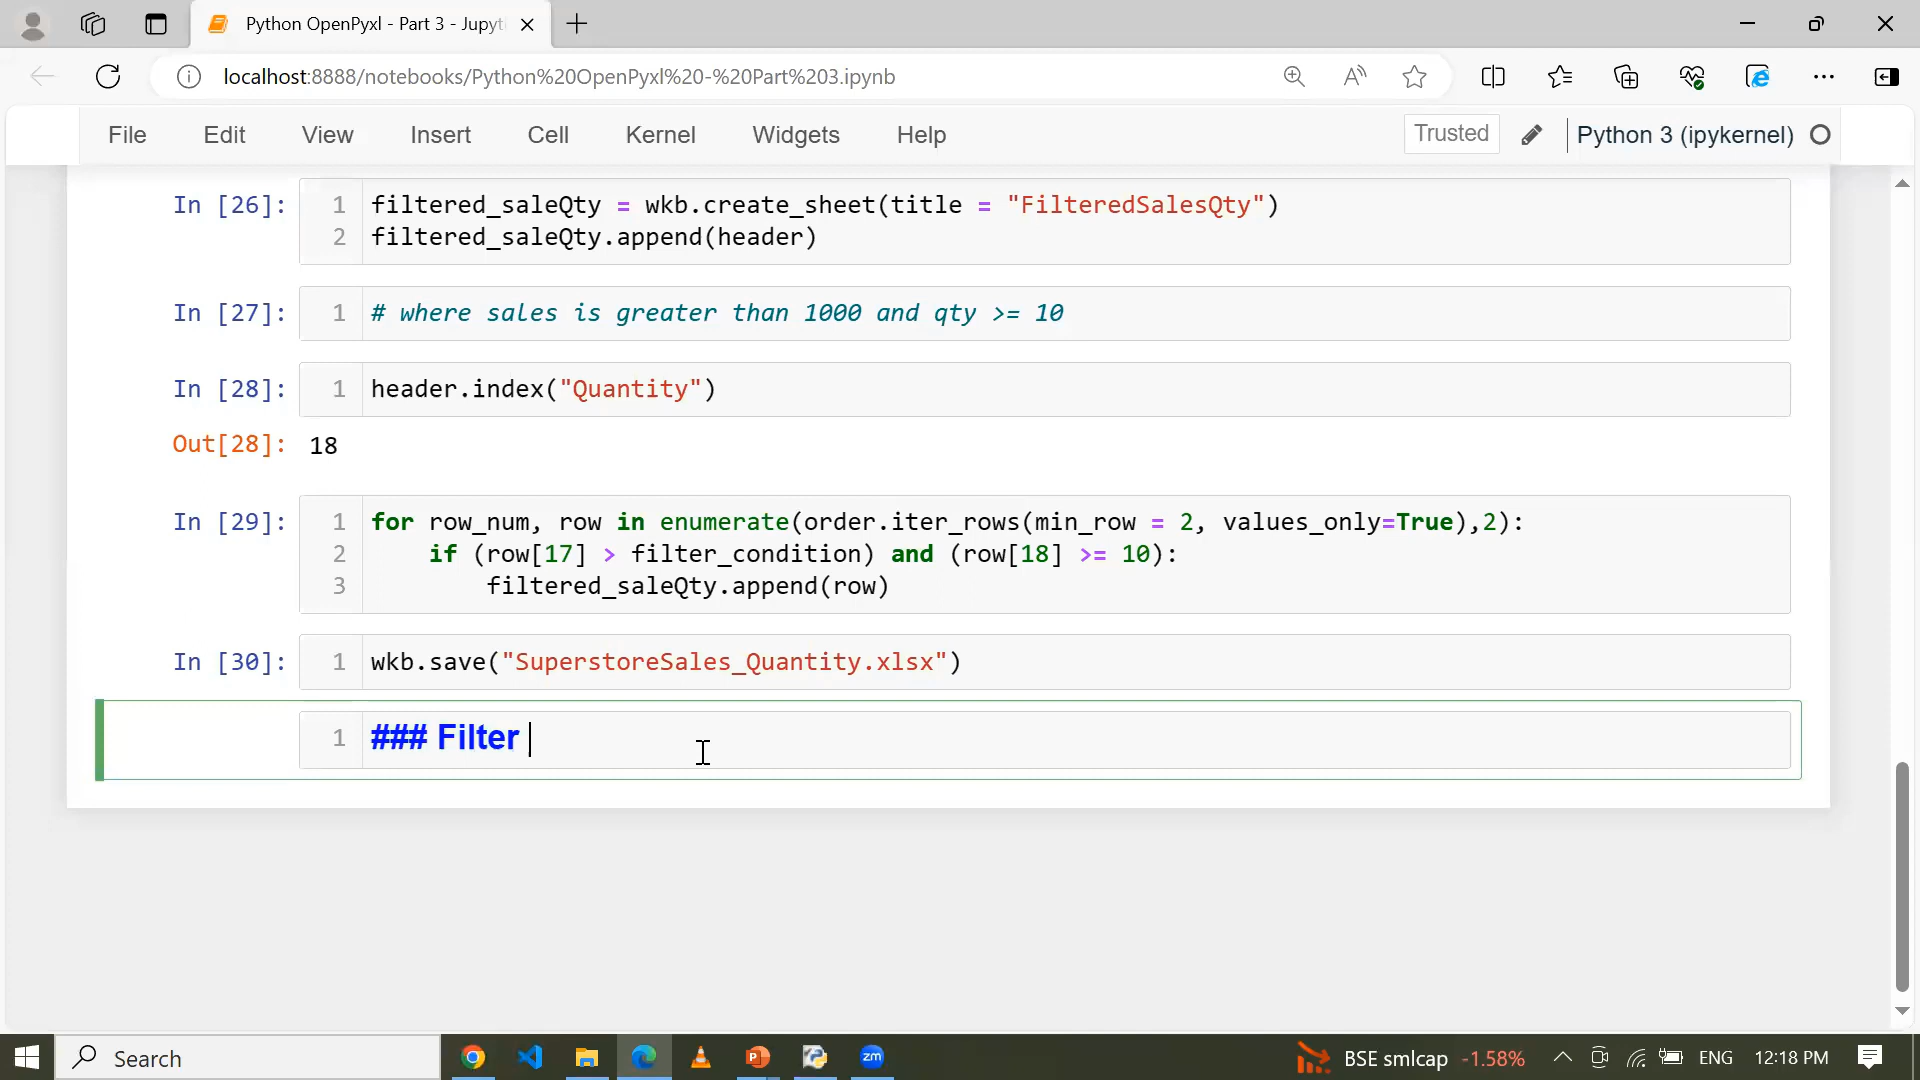 Python OpenPyxl - Part 3 - Jupyt
localhost:8888/notebooks/Python%20OpenPyxl%20-%20Part%203.ipynb
File Edit View Insert Cell Kernel Widgets Help Trusted Python 3 (ipykernel)
In [26]: 1 filtered_saleQty = wkb.create_sheet(title = "FilteredSalesQty")
2 filtered_saleQty.append(header)
In [27]: 1 # where sales is greater than 1000 and qty >= 10
In [28]: 1 header.index("Quantity")
Out[28]: 18
In [29]: 1 for row_num, row in enumerate(order.iter_rows(min_row = 2, values_only=True),2):
2 if (row[17] > filter_condition) and (row[18] >= 10):
3 filtered_saleQty.append(row)
In [30]: 1 wkb.save("SuperstoreSales_Quantity.xlsx")
1 ### Filter
Search zm BSE smlcap -1.58% ENG 12:18 PM